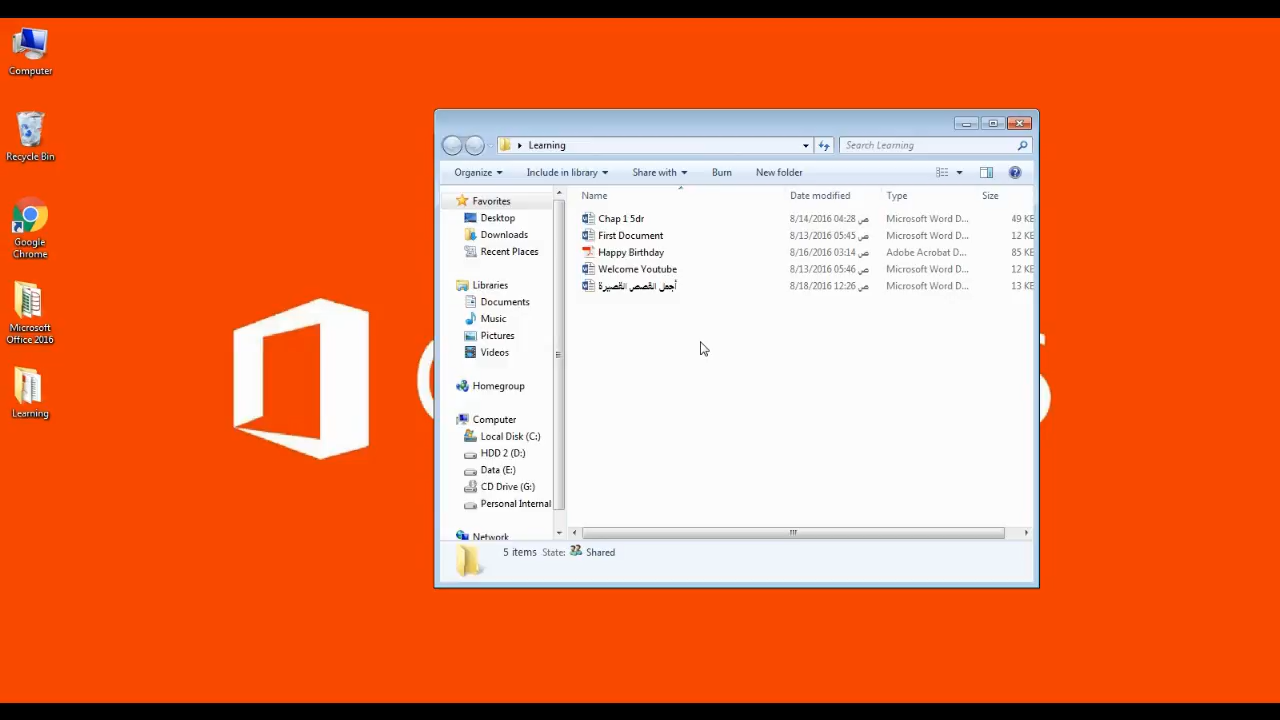 Computer
Recycle Bin
Google
Chrome
Microsoft
Office 2016
Learning
Learning
Search Learning
Organize
Include in library
Share with
Burn
New folder
Favorites
Desktop
Downloads
Recent Places
Libraries
Documents
Music
Pictures
Videos
Homegroup
Computer
Local Disk (C:)
HDD 2 (D:)
Data (E:)
CD Drive (G:)
Personal Internal
Network
Name Date modified Type Size
Chap 1 5dr 8/14/2016 04:28 ص Microsoft Word D... 49 KB
First Document 8/13/2016 05:45 ص Microsoft Word D... 12 KB
Happy Birthday 8/16/2016 03:14 ص Adobe Acrobat D... 85 KB
Welcome Youtube 8/13/2016 05:46 ص Microsoft Word D... 12 KB
أجمل القصص القصيرة 8/18/2016 12:26 ص Microsoft Word D... 13 KB
5 items State: Shared